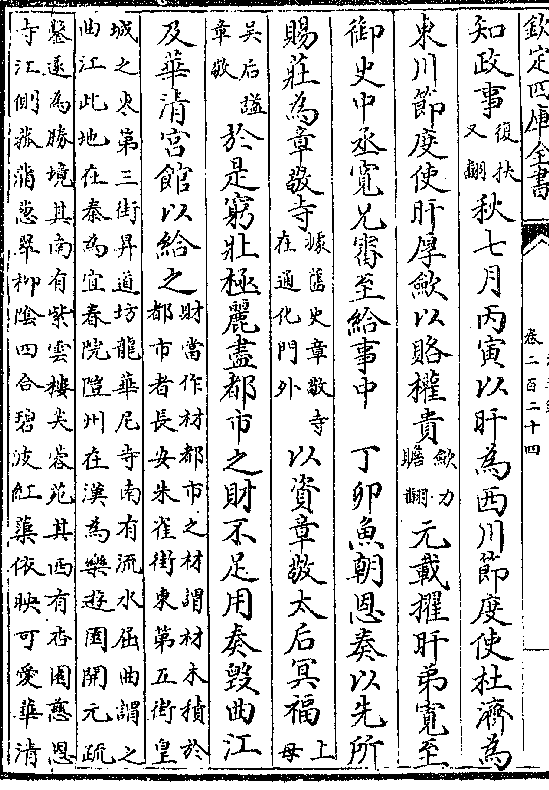 欽定四庫全書
卷二百二十四
知政事復扶又翻秋七月丙寅以旰為西川節度使杜濟為
東川節度使旰厚斂以賂權貴斂力贍翻元載擢旰弟寛至
御史中丞寛兄審至給事中　丁卯魚朝恩奏以先所
賜莊為章敬寺據舊史章敬寺在通化門外以資章敬太后冥福上母
吳后諡章敬於是窮壯極麗盡都市之財不足用奏毀曲江
及華清宮館以給之財當作材都市之材謂材木積於都市者長安朱雀街東第五街皇
城之東第三街昇道坊龍華尼寺南有流水屈曲謂之
曲江此地在秦為宜春院隑州在漢為樂遊園開元疏
鑿遂為勝境其南有紫雲樓芙蓉苑其西有杏園慈恩
寺江側菰蒲葱翠柳陰四合碧波紅蕖依映可愛華清